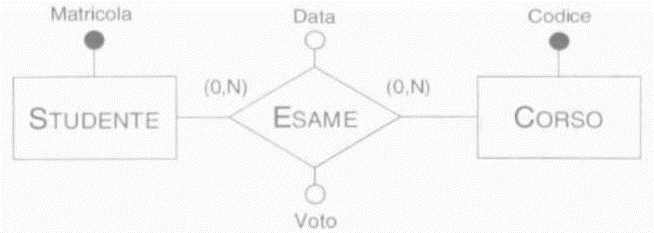 Matricola
Data
Codice
(0,N)
(0,N)
STUDENTE
ESAME
CORSO
Voto